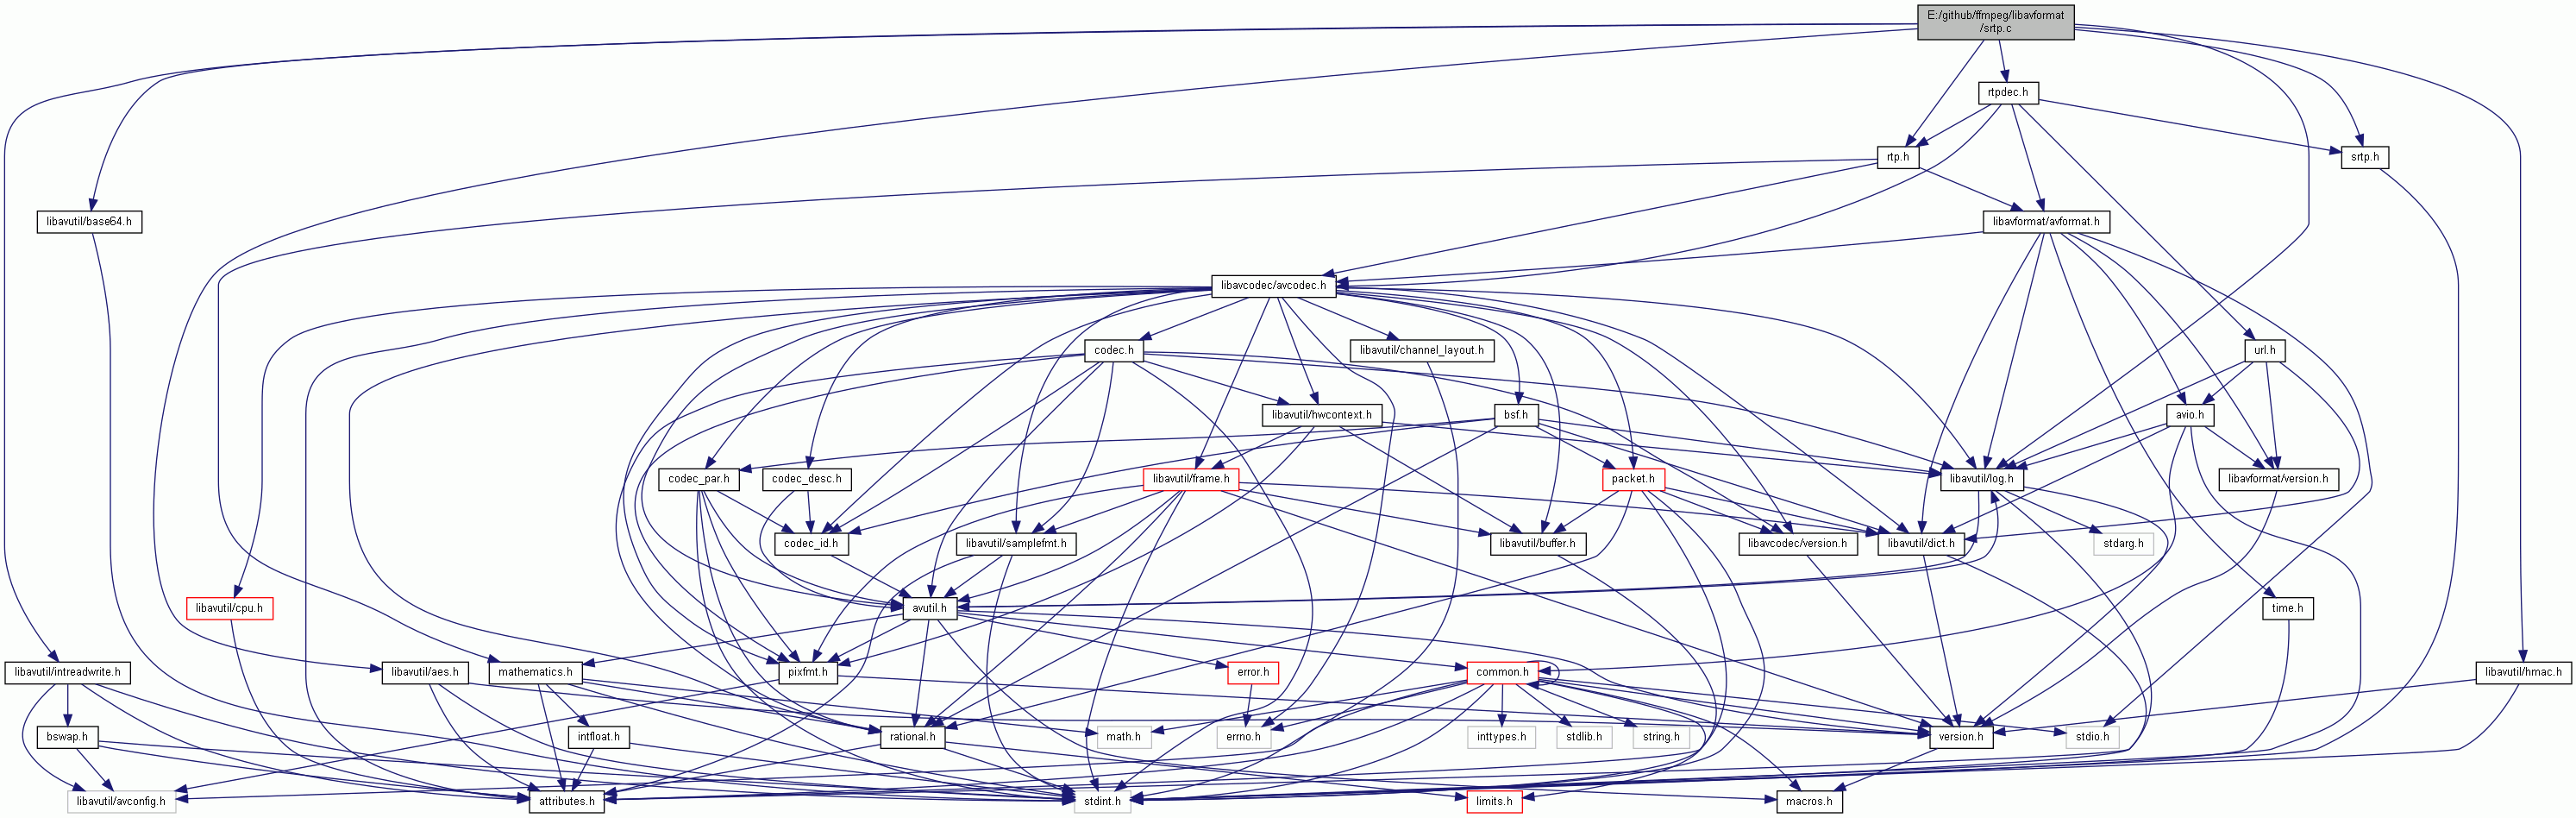 E:/github/ffmpeg/libavformat
/srtp.c
rtpdec.h
rtp.h
srtp.h
libavutil/base64.h
libavformat/avformat.h
libavcodec/avcodec.h
codec.h
libavutil/channel_layout.h
url.h
libavutil/hwcontext.h
bsf.h
avio.h
codec_par.h
codec_desc.h
libavutil/frame.h
packet.h
libavutil/log.h
libavformat/version.h
codec_id.h
libavutil/samplefmt.h
libavutil/buffer.h
libavcodec/version.h
libavutil/dict.h
stdarg.h
libavutil/cpu.h
avutil.h
time.h
libavutil/intreadwrite.h
libavutil/aes.h
mathematics.h
pixfmt.h
error.h
common.h
libavutil/hmac.h
bswap.h
intfloat.h
rational.h
math.h
errno.h
inttypes.h
stdlib.h
string.h
version.h
stdio.h
libavutil/avconfig.h
attributes.h
stdint.h
limits.h
macros.h